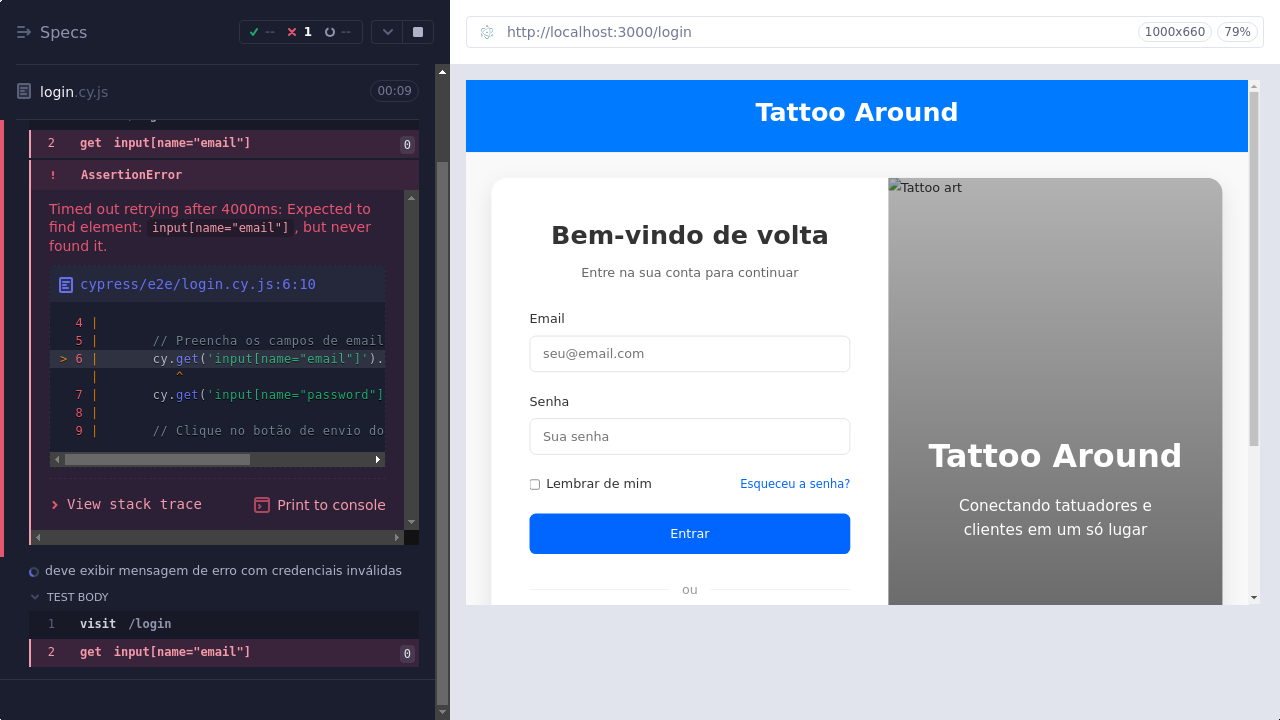 Specs
--
1
--
login.cy.js
00:09
2 get input[name="email"]
0
! AssertionError
Timed out retrying after 4000ms: Expected to
find element: input[name="email"] , but never
found it.
cypress/e2e/login.cy.js:6:10
4 |
5 | // Preencha os campos de email
> 6 | cy.get('input[name="email"]').
| ^
7 | cy.get('input[name="password"]
8 |
9 | // Clique no botão de envio do
View stack trace
Print to console
deve exibir mensagem de erro com credenciais inválidas
TEST BODY
1 visit /login
2 get input[name="email"]
0
http://localhost:3000/login
1000x660
79%
Tattoo Around
Bem-vindo de volta
Entre na sua conta para continuar
Email
seu@email.com
Senha
Sua senha
Lembrar de mim
Esqueceu a senha?
Entrar
ou
Tattoo art
Tattoo Around
Conectando tatuadores e
clientes em um só lugar